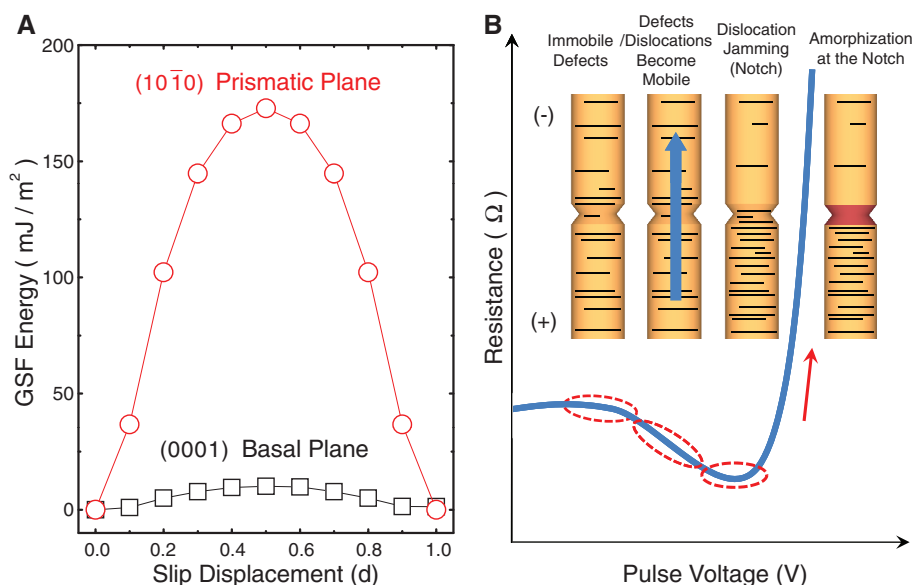 A
GSF Energy ( mJ / m²)
200
150
100
50
0
(101̄0) Prismatic Plane
(0001) Basal Plane
0.0 0.2 0.4 0.6 0.8 1.0
Slip Displacement (d)
B
Resistance ( Ω )
Immobile
Defects
Defects
/Dislocations
Become
Mobile
Dislocation
Jamming
(Notch)
Amorphization
at the Notch
(-)
(+)
Pulse Voltage (V)